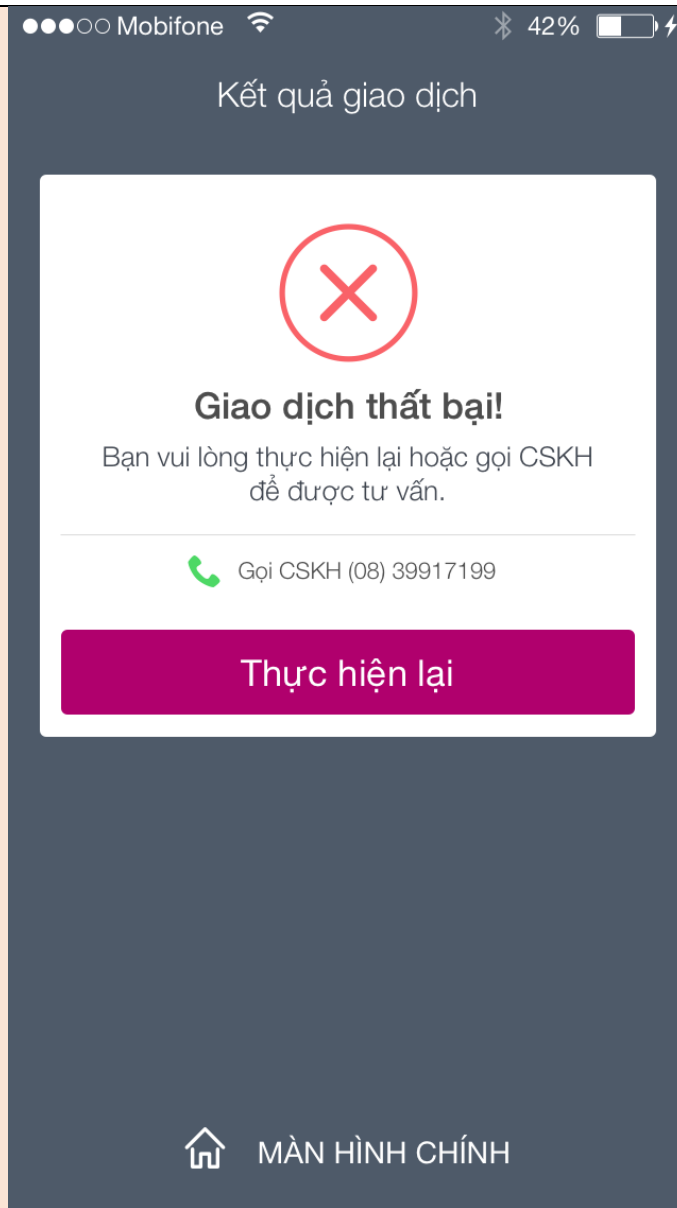 Mobifone 42%
Kết quả giao dịch
Giao dịch thất bại!
Bạn vui lòng thực hiện lại hoặc gọi CSKH
để được tư vấn.
Gọi CSKH (08) 39917199
Thực hiện lại
MÀN HÌNH CHÍNH